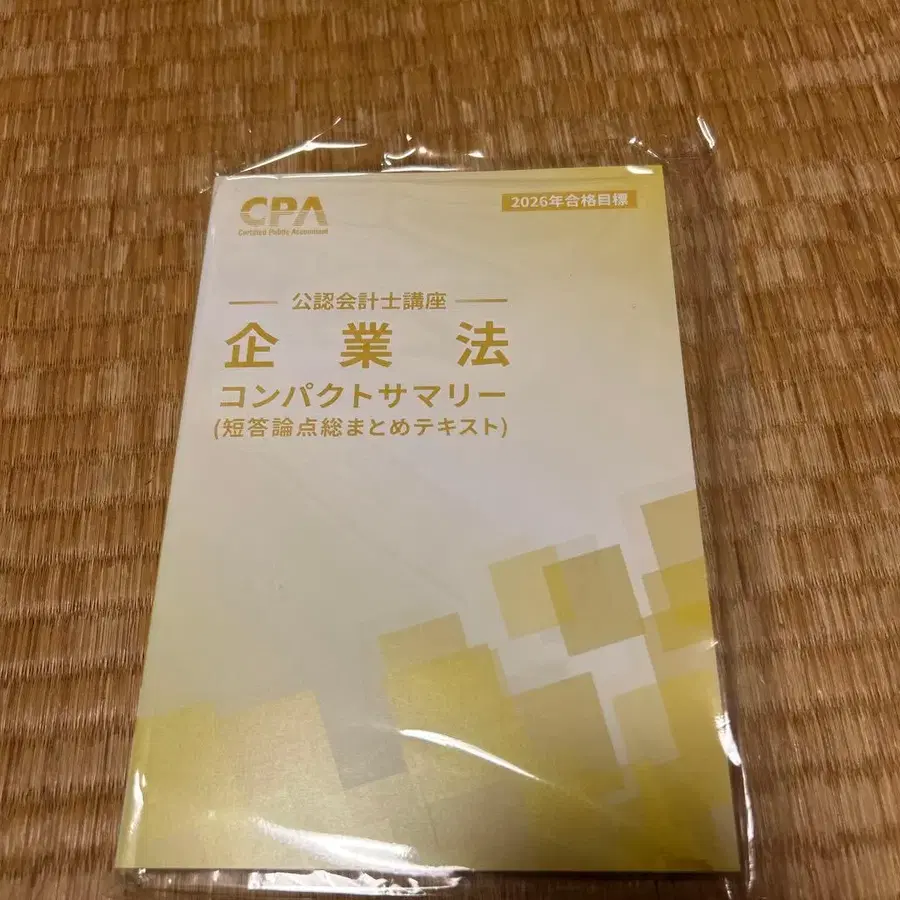 CPA
Certified Public Accountant
2026年合格目標
公認会計士講座
企業法
コンパクトサマリー
(短答論点総まとめテキスト)